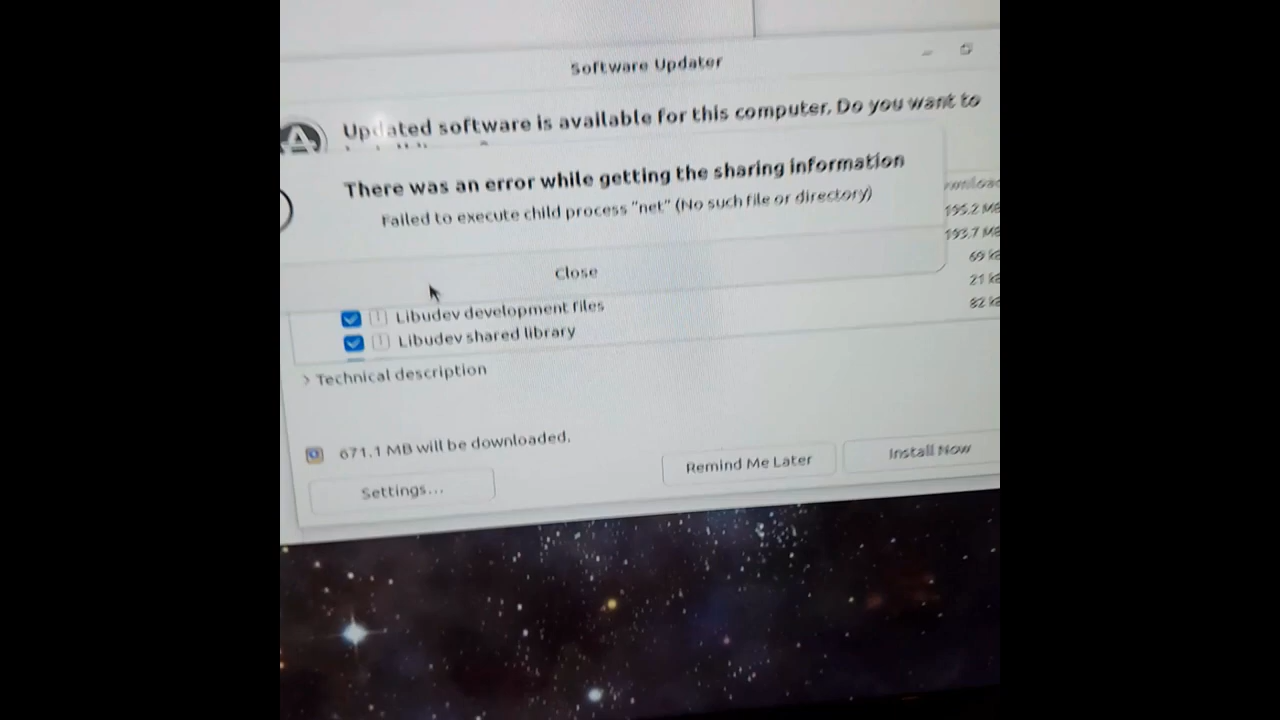 Software Updater
Updated software is available for this computer. Do you want to
There was an error while getting the sharing information
Failed to execute child process "net" (No such file or directory)
195.2 MB
193.7 MB
69 k
21 k
82 k
Close
Libudev development files
Libudev shared library
Technical description
671.1 MB will be downloaded.
Remind Me Later
Install Now
Settings...